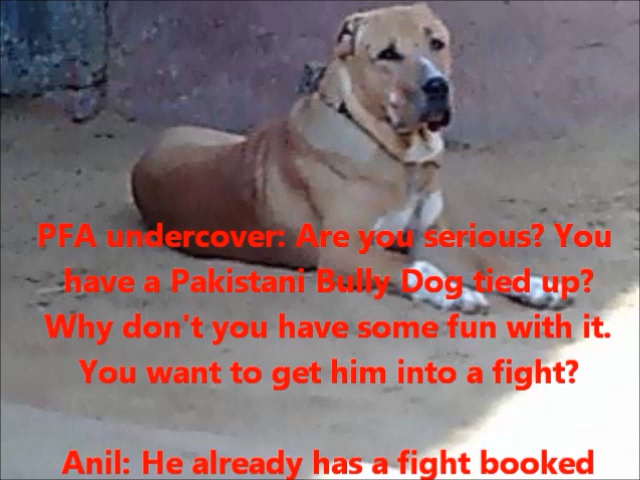 PFA undercover: Are you serious? You
have a Pakistani Bully Dog tied up?
Why don't you have some fun with it.
You want to get him into a fight?
Anil: He already has a fight booked